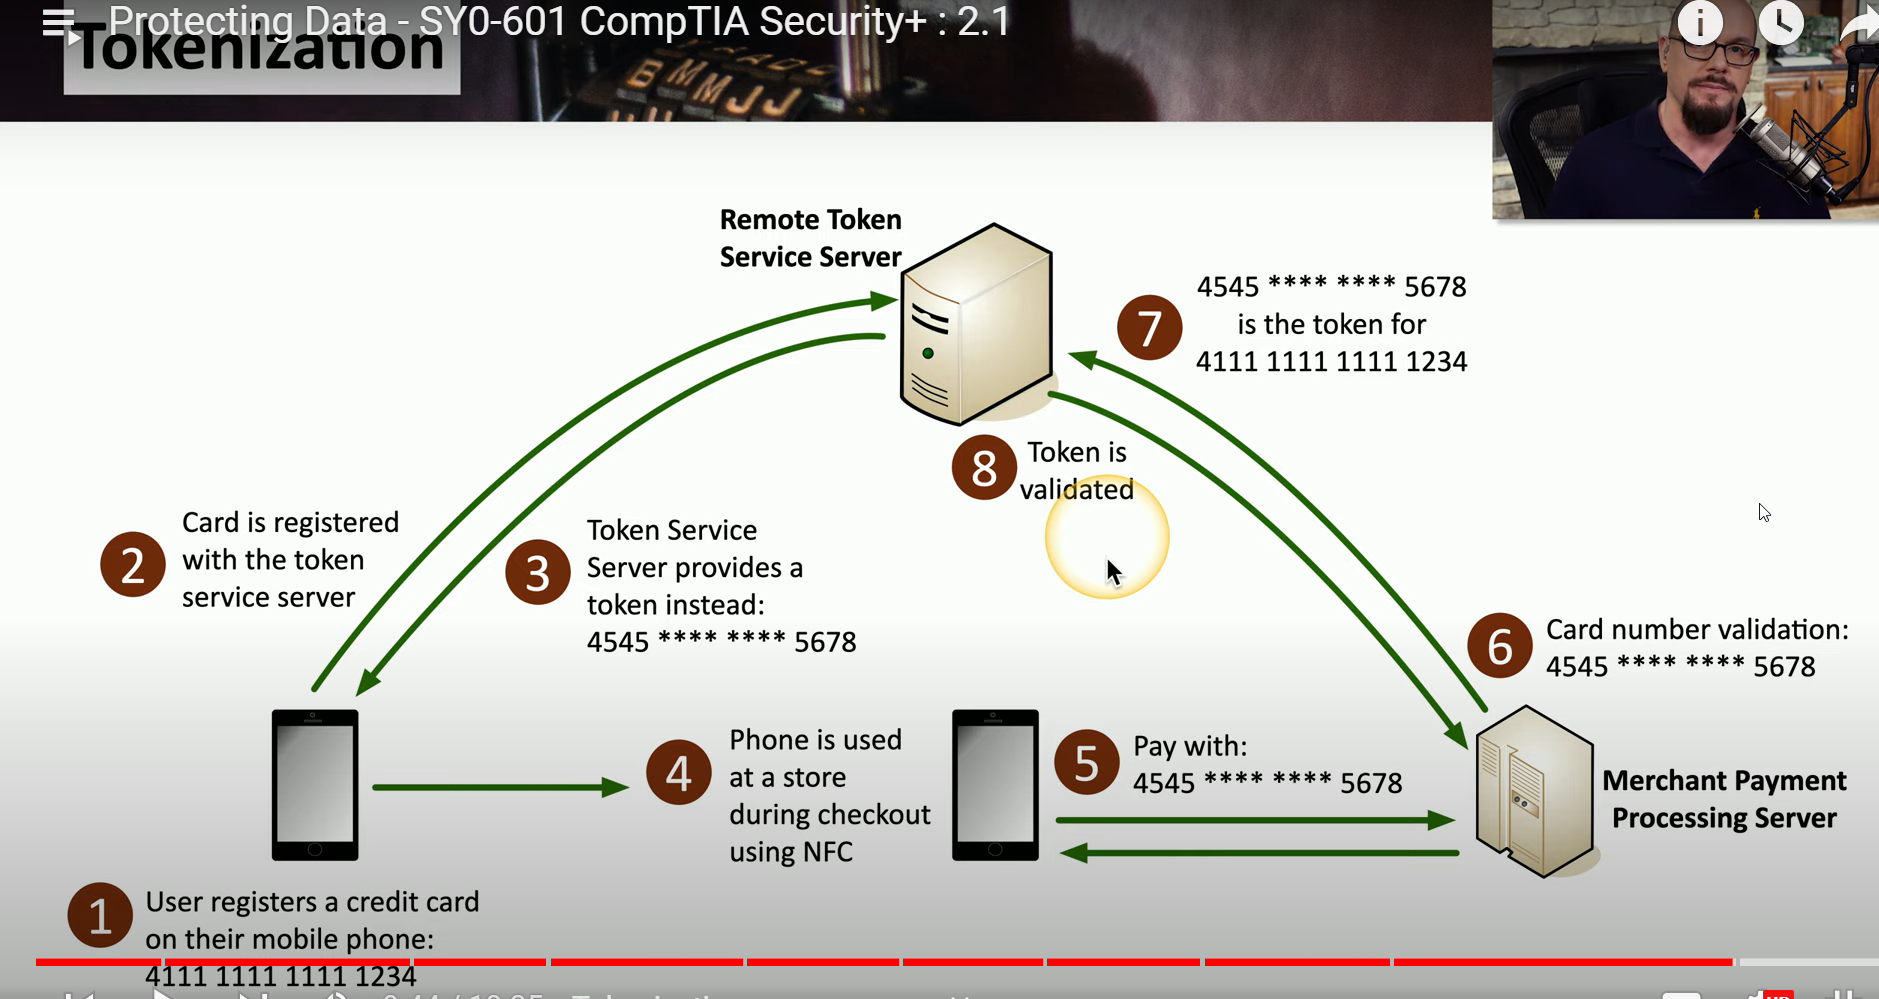 Protecting Data - SY0-601 CompTIA Security+ : 2.1
Tokenization
Remote Token
Service Server
7
4545 **** **** 5678
is the token for
4111 1111 1111 1234
8
Token is
validated
2
Card is registered
with the token
service server
3
Token Service
Server provides a
token instead:
4545 **** **** 5678
6
Card number validation:
4545 **** **** 5678
4
Phone is used
at a store
during checkout
using NFC
5
Pay with:
4545 **** **** 5678
Merchant Payment
Processing Server
1
User registers a credit card
on their mobile phone:
4111 1111 1111 1234